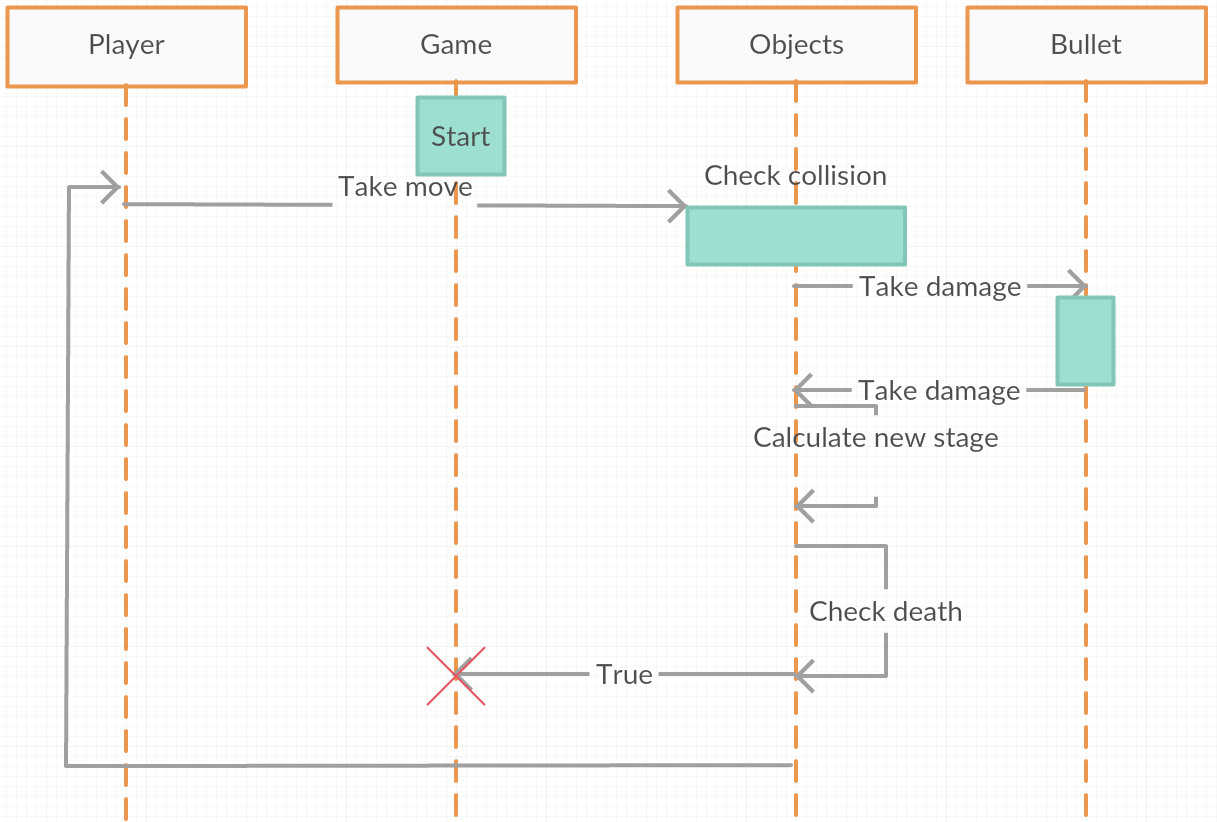 Player
Game
Objects
Bullet
Start
Take move
Check collision
Take damage
Take damage
Calculate new stage
Check death
True